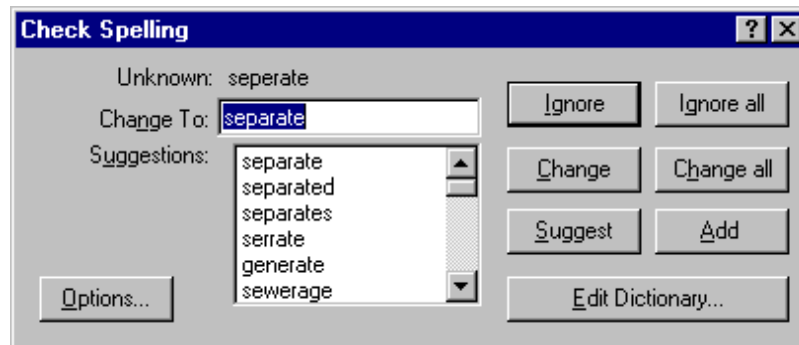 Check Spelling
Unknown: seperate
Change To: separate
Suggestions:
separate
separated
separates
serrate
generate
sewerage
Options...
Ignore
Ignore all
Change
Change all
Suggest
Add
Edit Dictionary...